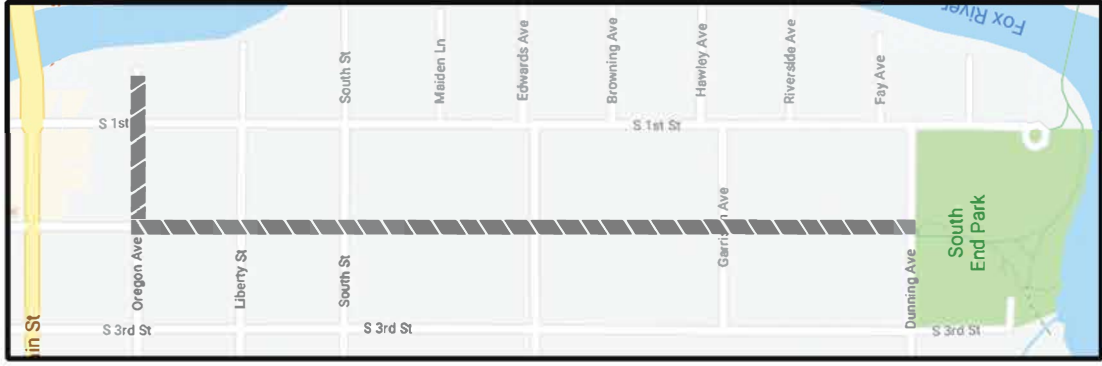 Fox River
South St
Maiden Ln
Edwards Ave
Browning Ave
Hawley Ave
Riverside Ave
Fay Ave
S 1st
S 1st St
Oregon Ave
Liberty St
South St
Garris n Ave
Dunning Ave
South
End Park
in St
S 3rd St
S 3rd St
S 3rd St